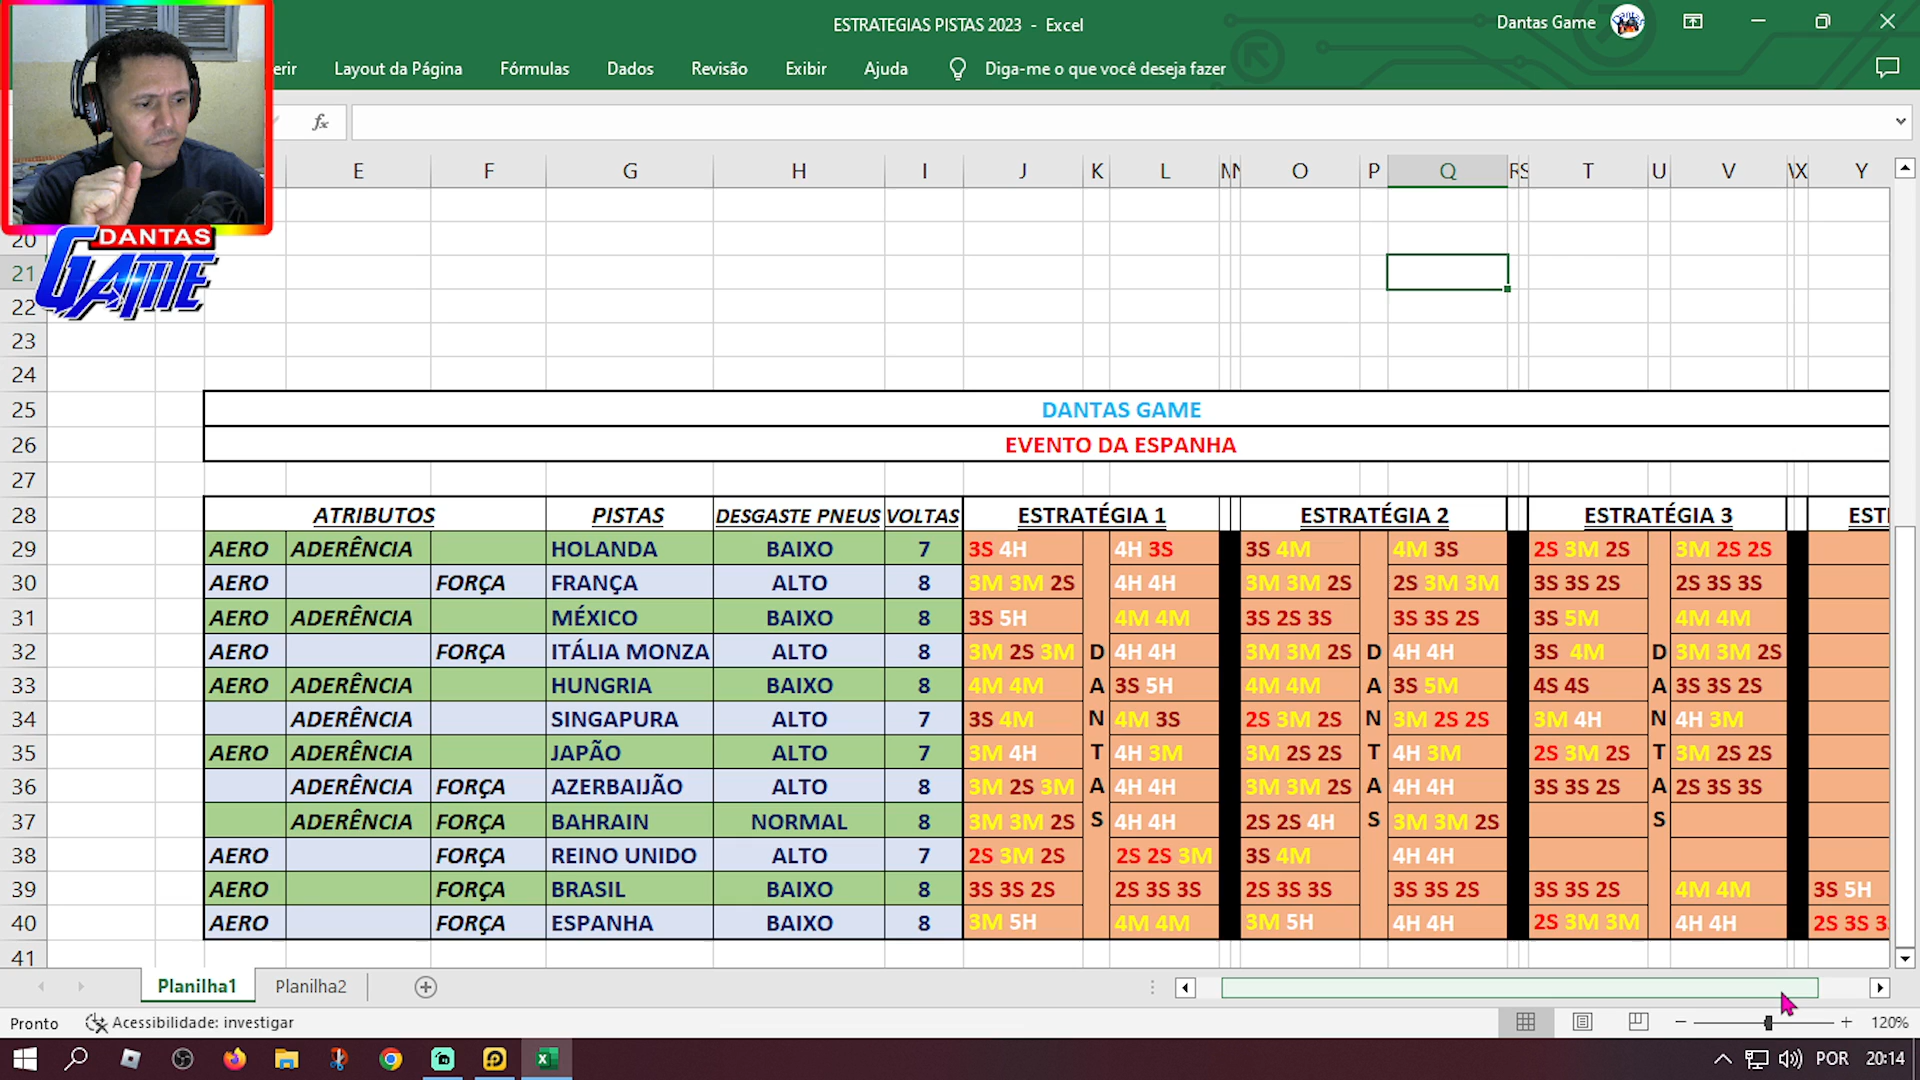 ESTRATEGIAS PISTAS 2023 - Excel
Dantas Game
erir Layout da Página Fórmulas Dados Revisão Exibir Ajuda Diga-me o que você deseja fazer
fx
E F G H I J K L M N O P Q R S T U V X Y
DANTAS
GAME
20
21
22
23
24
25 DANTAS GAME
26 EVENTO DA ESPANHA
27
28 ATRIBUTOS PISTAS DESGASTE PNEUS VOLTAS ESTRATÉGIA 1 ESTRATÉGIA 2 ESTRATÉGIA 3 ESTI
29 AERO ADERÊNCIA HOLANDA BAIXO 7 3S 4H 4H 3S 3S 4M 4M 3S 2S 3M 2S 3M 2S 2S
30 AERO FORÇA FRANÇA ALTO 8 3M 3M 2S 4H 4H 3M 3M 2S 2S 3M 3M 3S 3S 2S 2S 3S 3S
31 AERO ADERÊNCIA MÉXICO BAIXO 8 3S 5H 4M 4M 3S 2S 3S 3S 3S 2S 3S 5M 4M 4M
32 AERO FORÇA ITÁLIA MONZA ALTO 8 3M 2S 3M D 4H 4H 3M 3M 2S D 4H 4H 3S 4M D 3M 3M 2S
33 AERO ADERÊNCIA HUNGRIA BAIXO 8 4M 4M A 3S 5H 4M 4M A 3S 5M 4S 4S A 3S 3S 2S
34 ADERÊNCIA SINGAPURA ALTO 7 3S 4M N 4M 3S 2S 3M 2S N 3M 2S 2S 3M 4H N 4H 3M
35 AERO ADERÊNCIA JAPÃO ALTO 7 3M 4H T 4H 3M 3M 2S 2S T 4H 3M 2S 3M 2S T 3M 2S 2S
36 ADERÊNCIA FORÇA AZERBAIJÃO ALTO 8 3M 2S 3M A 4H 4H 3M 3M 2S A 4H 4H 3S 3S 2S A 2S 3S 3S
37 ADERÊNCIA FORÇA BAHRAIN NORMAL 8 3M 3M 2S S 4H 4H 2S 2S 4H S 3M 3M 2S S
38 AERO FORÇA REINO UNIDO ALTO 7 2S 3M 2S 2S 2S 3M 3S 4M 4H 4H
39 AERO FORÇA BRASIL BAIXO 8 3S 3S 2S 2S 3S 3S 2S 3S 3S 3S 3S 2S 3S 3S 2S 4M 4M 3S 5H
40 AERO FORÇA ESPANHA BAIXO 8 3M 5H 4M 4M 3M 5H 4H 4H 2S 3M 3M 4H 4H 2S 3S 3
41
Planilha1 Planilha2
Pronto Acessibilidade: investigar 120%
POR 20:14